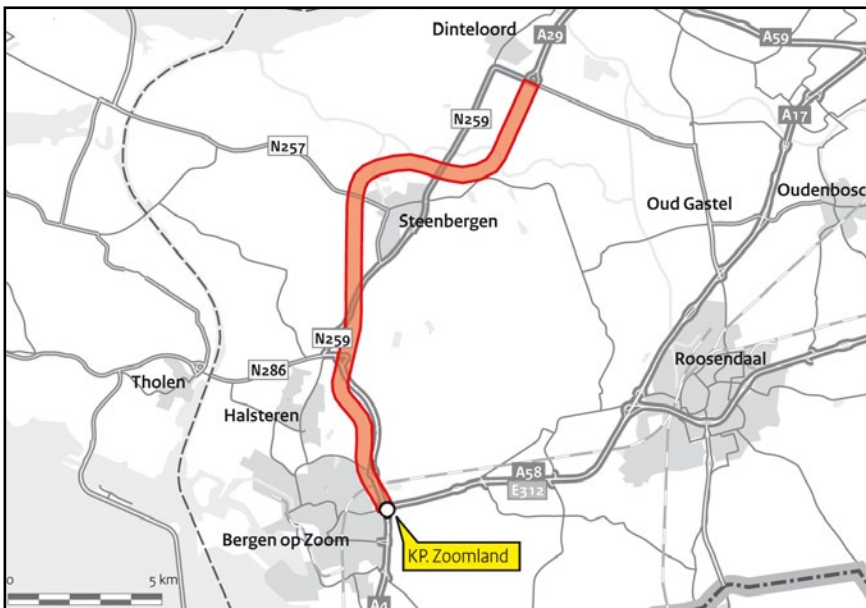 Dinteloord
A29
A59
N259
A17
N257
Oud Gastel
Oudenbosc
Steenbergen
N259
N286
Roosendaal
Tholen
Halsteren
A58
E312
Bergen op Zoom
KP. Zoomland
0
5 km
A4